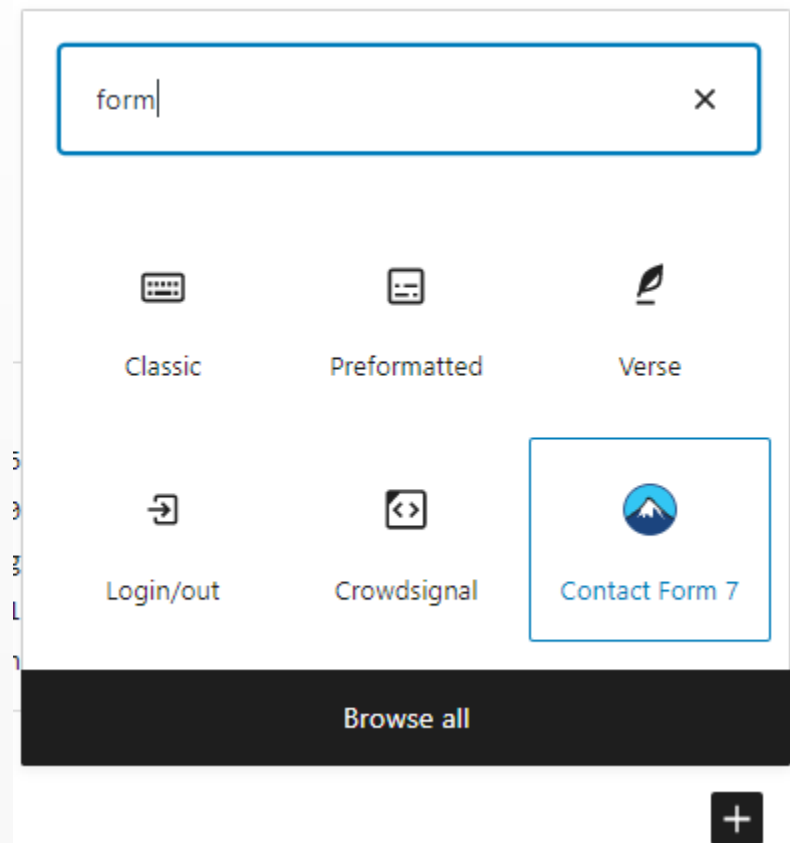 form
Classic Preformatted Verse
Login/out Crowdsignal Contact Form 7
Browse all